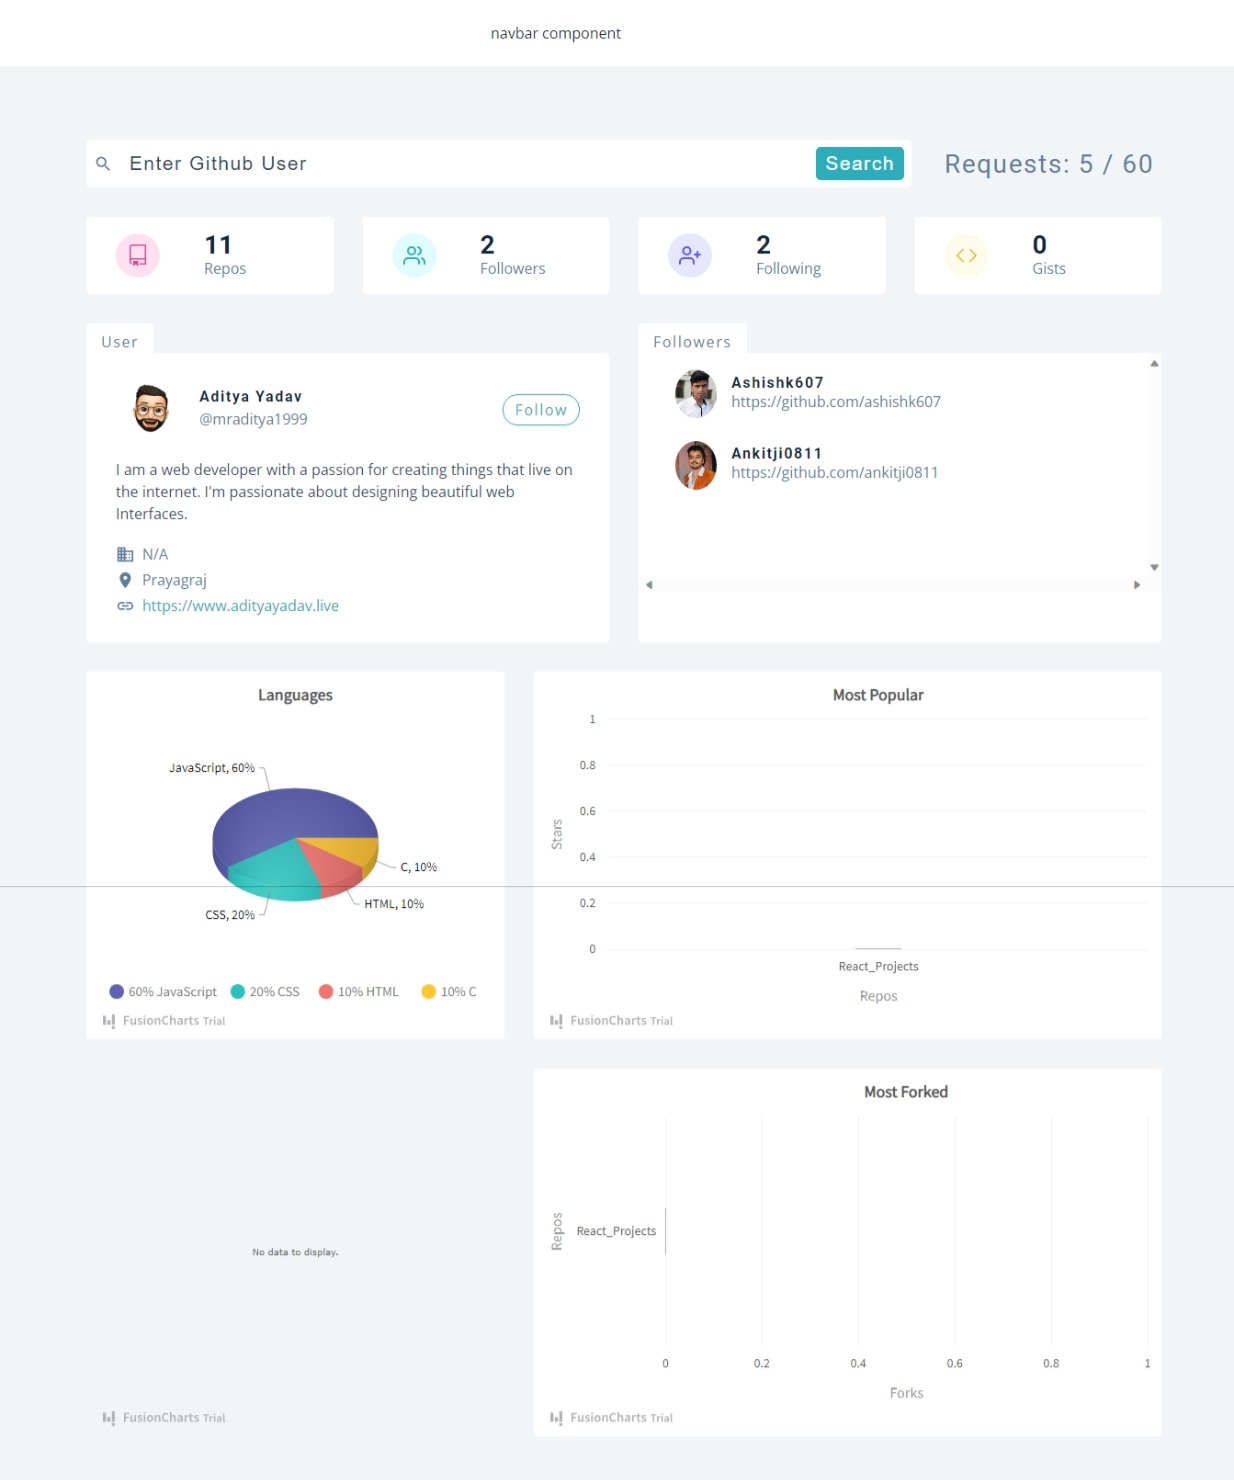 navbar component
Enter Github User
Search
Requests: 5 / 60
11
Repos
2
Followers
2
Following
0
Gists
User
Aditya Yadav
@mraditya1999
Follow
I am a web developer with a passion for creating things that live on
the internet. I'm passionate about designing beautiful web
Interfaces.
N/A
Prayagraj
https://www.adityayadav.live
Followers
Ashishk607
https://github.com/ashishk607
Ankitji0811
https://github.com/ankitji0811
Languages
JavaScript, 60%
C, 10%
HTML, 10%
CSS, 20%
60% JavaScript
20% CSS
10% HTML
10% C
FusionCharts Trial
Most Popular
1
0.8
0.6
0.4
0.2
0
Stars
React_Projects
Repos
FusionCharts Trial
No data to display.
FusionCharts Trial
Most Forked
Repos
React_Projects
0
0.2
0.4
0.6
0.8
1
Forks
FusionCharts Trial